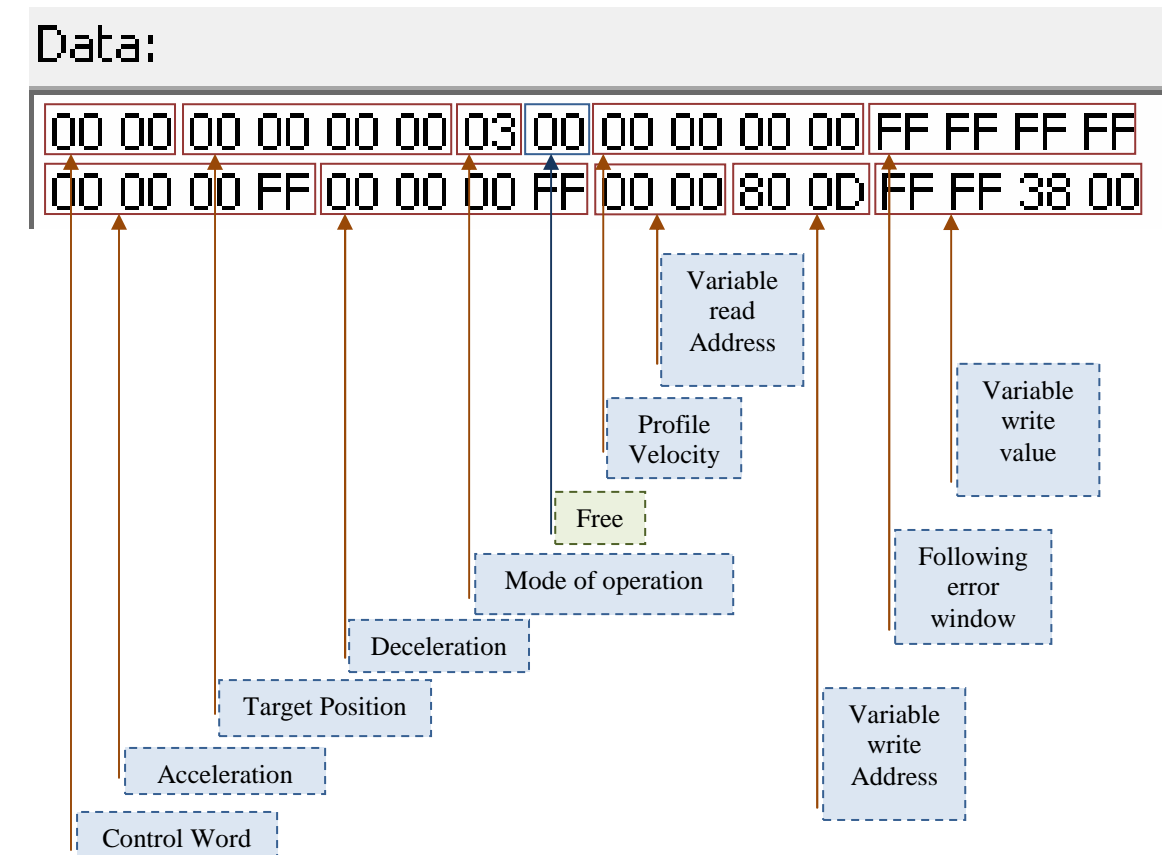 Data:
00 00 00 00 00 00 03 00 00 00 00 00 FF FF FF FF
00 00 00 FF 00 00 00 FF 00 00 80 0D FF FF 38 00
Variable
read
Address
Variable
write
value
Profile
Velocity
Free
Following
error
window
Mode of operation
Deceleration
Target Position
Variable
write
Address
Acceleration
Control Word